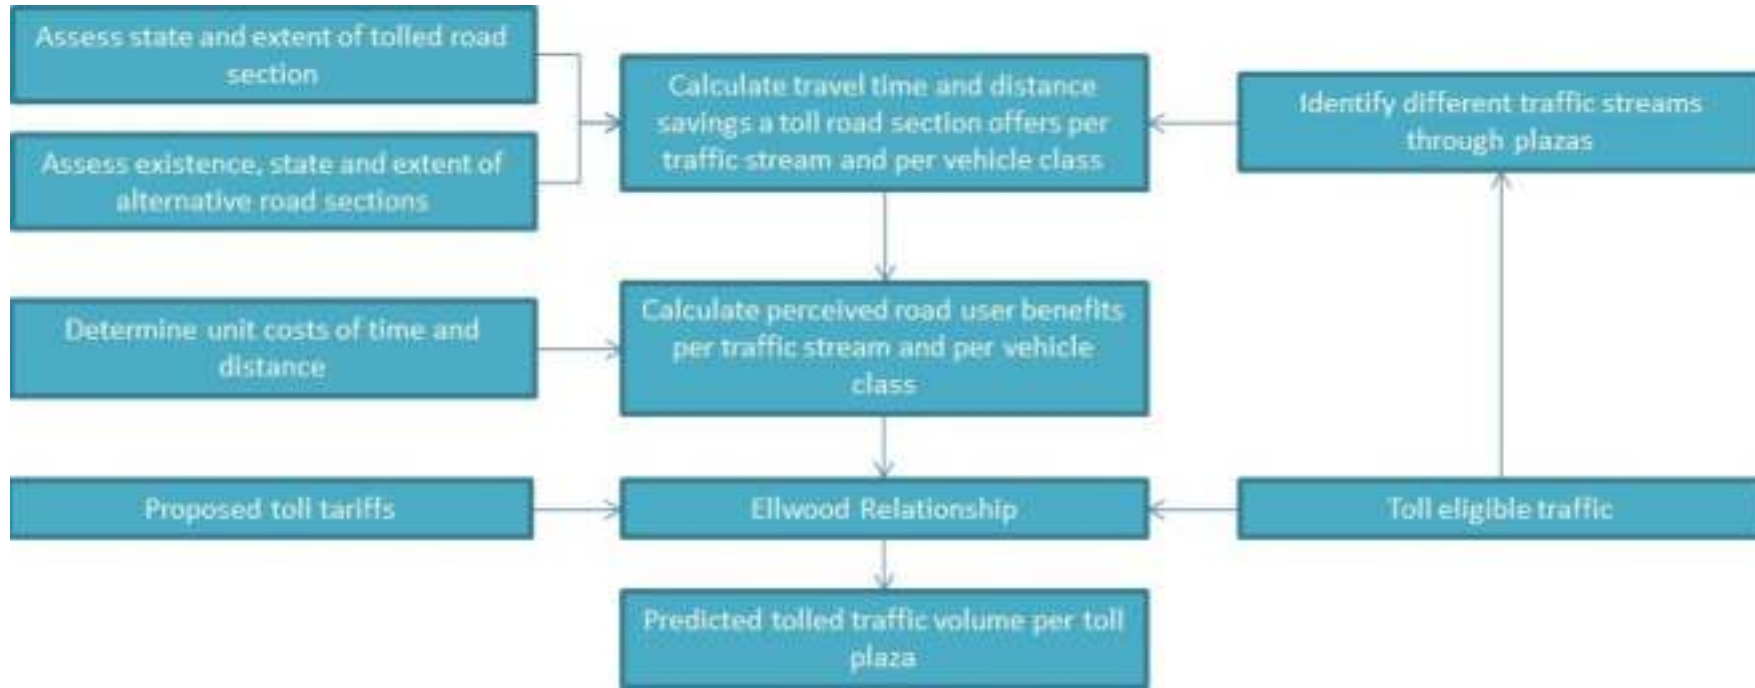 Assess state and extent of tolled road
section
Assess existence, state and extent of
alternative road sections
Calculate travel time and distance
savings a toll road section offers per
traffic stream and per vehicle class
Identify different traffic streams
through plazas
Determine unit costs of time and
distance
Calculate perceived road user benefits
per traffic stream and per vehicle
class
Proposed toll tariffs
Ellwood Relationship
Toll eligible traffic
Predicted tolled traffic volume per toll
plaza